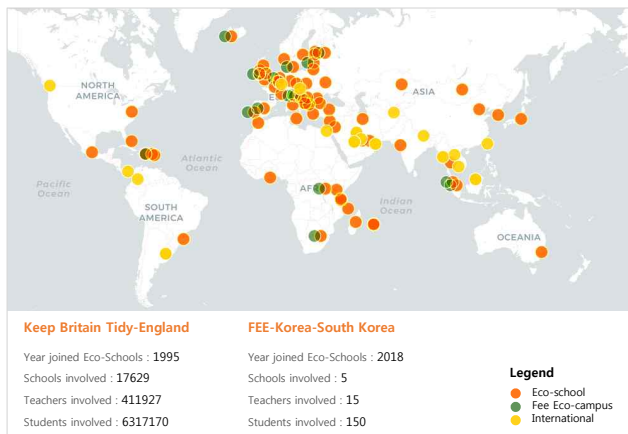 NORTH
AMERICA
ASIA
Atlantic
Ocean
Pacific
Ocean
AF
Indian
Ocean
SOUTH
AMERICA
OCEANIA
Keep Britain Tidy-England
Year joined Eco-Schools : 1995
Schools involved : 17629
Teachers involved : 411927
Students involved : 6317170
FEE-Korea-South Korea
Year joined Eco-Schools : 2018
Schools involved : 5
Teachers involved : 15
Students involved : 150
Legend
Eco-school
Fee Eco-campus
International